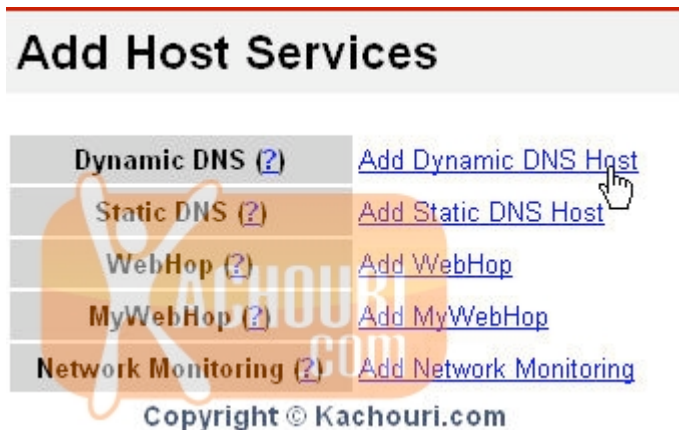 Add Host Services
Dynamic DNS (?) Add Dynamic DNS Host
Static DNS (?) Add Static DNS Host
WebHop (?) Add WebHop
MyWebHop (?) Add MyWebHop
Network Monitoring (?) Add Network Monitoring
KACHOURI
.COM
Copyright © Kachouri.com